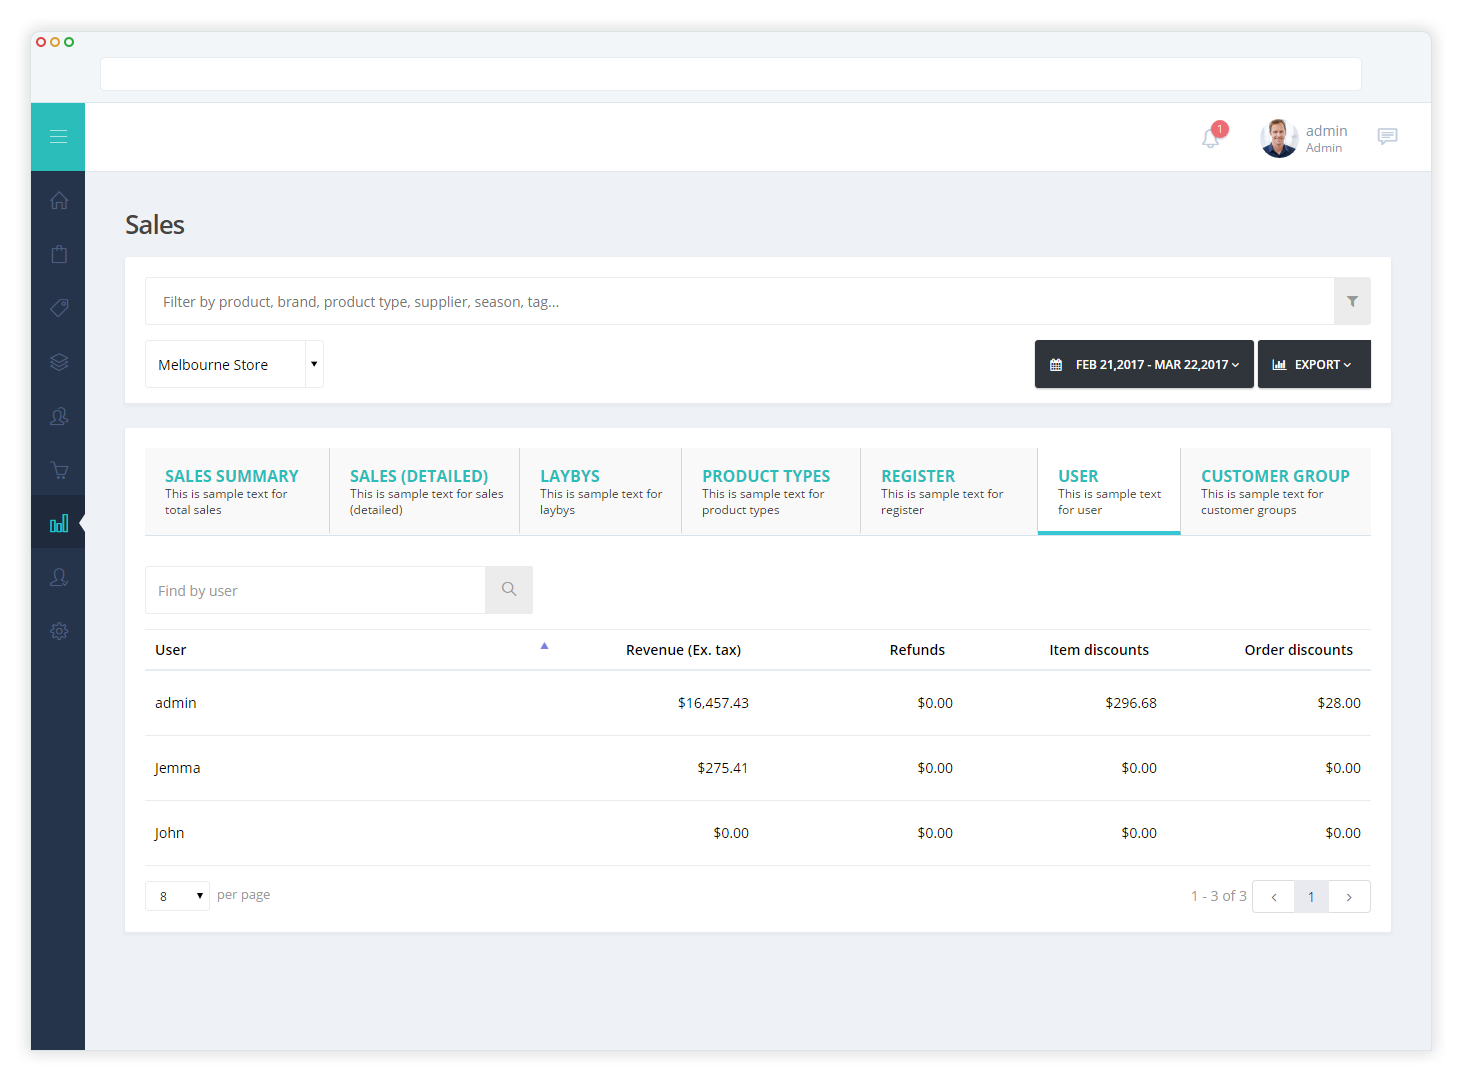 1
admin
Admin
Sales
Filter by product, brand, product type, supplier, season, tag...
Melbourne Store
FEB 21,2017 - MAR 22,2017
EXPORT
SALES SUMMARY
This is sample text for
total sales
SALES (DETAILED)
This is sample text for sales
(detailed)
LAYBYS
This is sample text for
laybys
PRODUCT TYPES
This is sample text for
product types
REGISTER
This is sample text for
register
USER
This is sample text
for user
CUSTOMER GROUP
This is sample text for
customer groups
Find by user
User Revenue (Ex. tax) Refunds Item discounts Order discounts
admin $16,457.43 $0.00 $296.68 $28.00
Jemma $275.41 $0.00 $0.00 $0.00
John $0.00 $0.00 $0.00 $0.00
8 per page
1 - 3 of 3 < 1 >